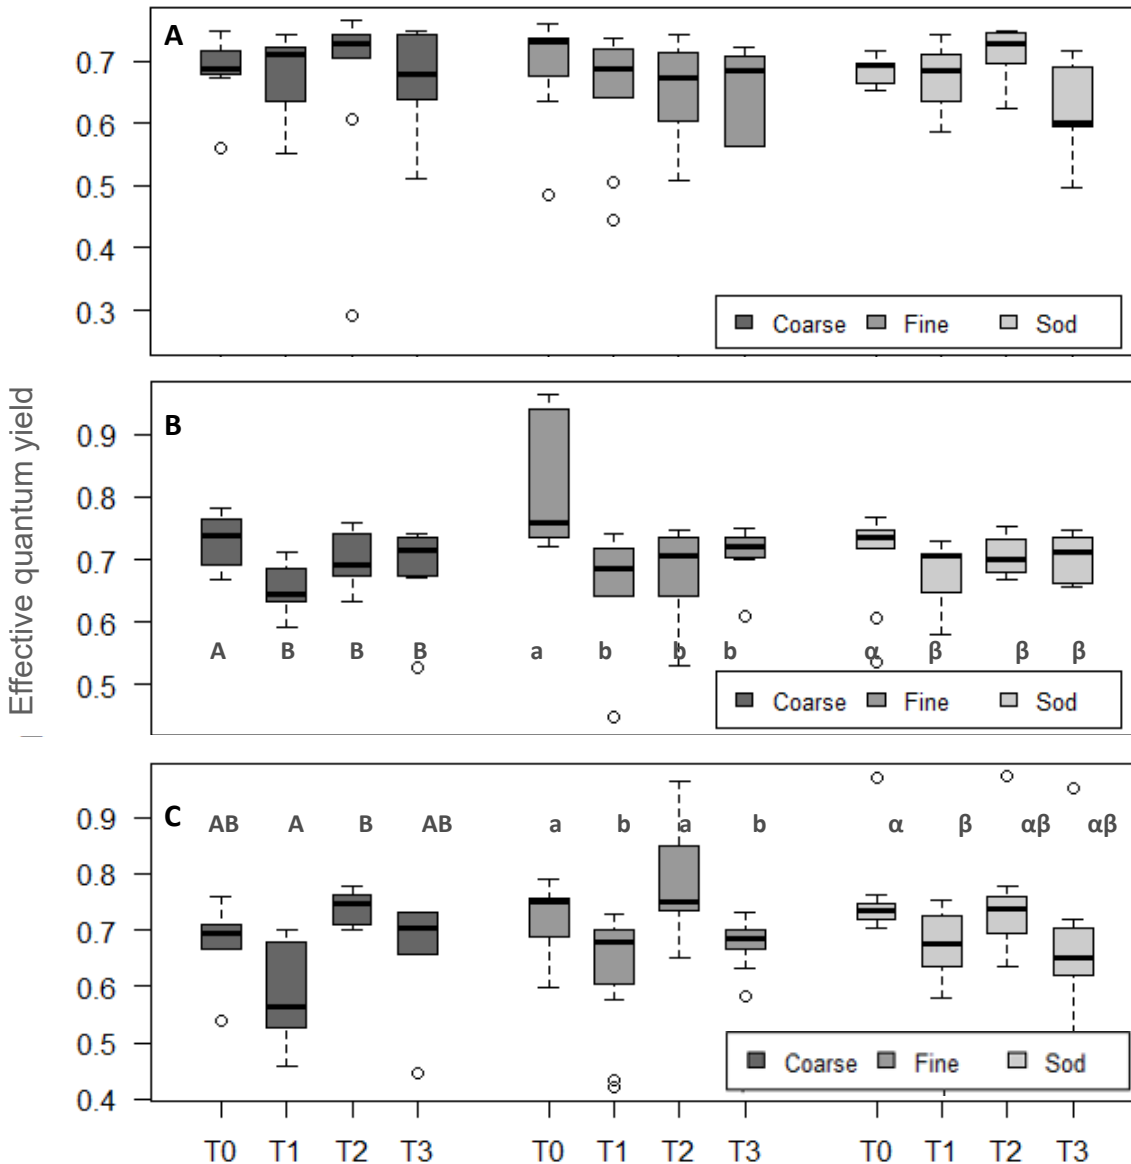 A
0.7
0.6
0.5
0.4
0.3
Coarse Fine Sod
Effective quantum yield
B
0.9
0.8
0.7
0.6
0.5
A B B B a b b b α β β β
Coarse Fine Sod
C
AB A B AB a b a b α β αβ αβ
0.9
0.8
0.7
0.6
0.5
0.4
Coarse Fine Sod
T0 T1 T2 T3 T0 T1 T2 T3 T0 T1 T2 T3